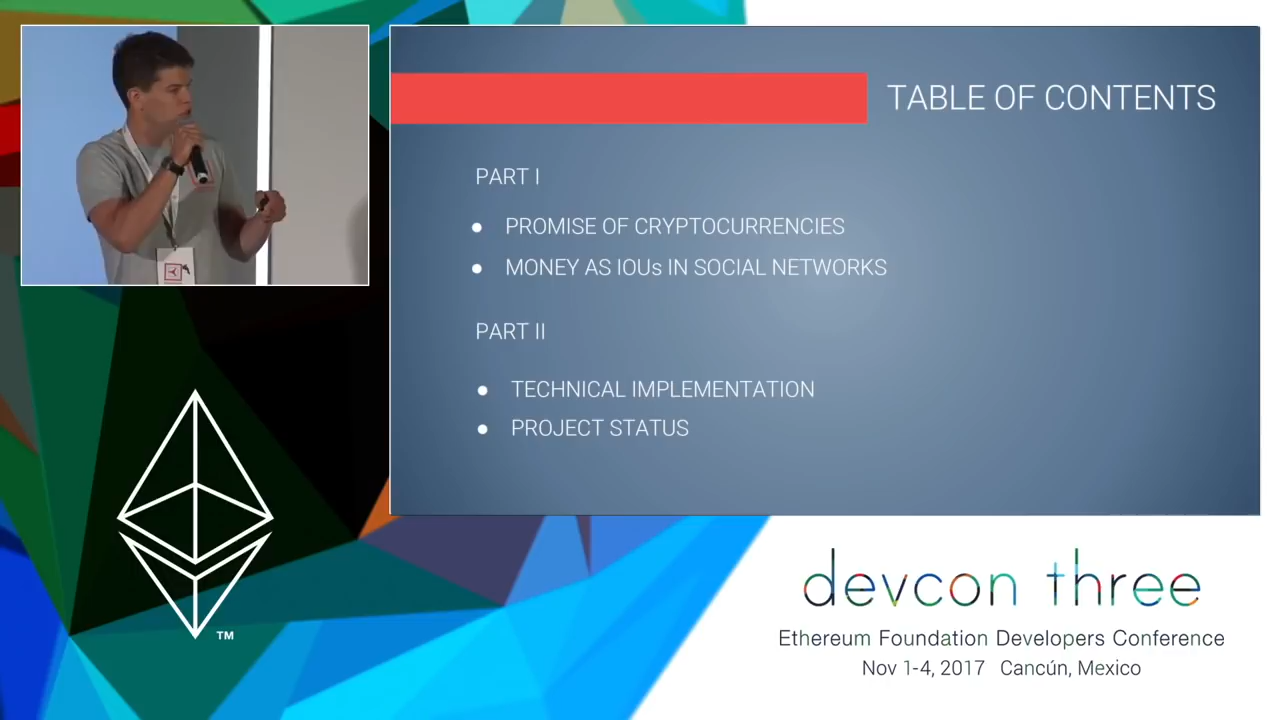 TABLE OF CONTENTS
PART I
● PROMISE OF CRYPTOCURRENCIES
● MONEY AS IOUs IN SOCIAL NETWORKS
PART II
● TECHNICAL IMPLEMENTATION
● PROJECT STATUS
TM
devcon three
Ethereum Foundation Developers Conference
Nov 1-4, 2017 Cancún, Mexico